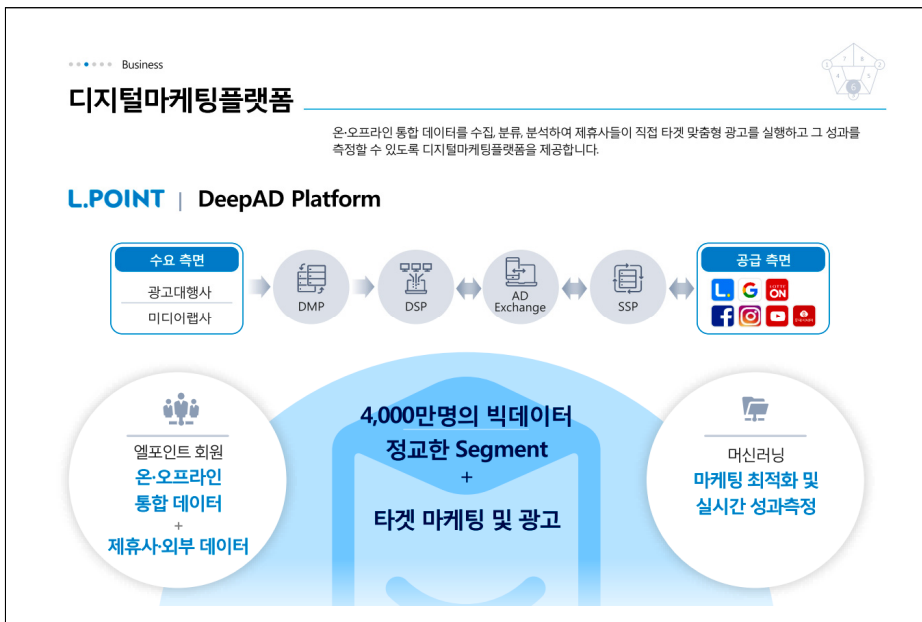 Business
디지털마케팅플랫폼
온·오프라인 통합 데이터를 수집, 분류, 분석하여 제휴사들이 직접 타겟 맞춤형 광고를 실행하고 그 성과를
측정할 수 있도록 디지털마케팅플랫폼을 제공합니다.
L.POINT | DeepAD Platform
수요 측면
광고대행사
미디어랩사
DMP
DSP
AD
Exchange
SSP
공급 측면
L.
G
ON
4,000만명의 빅데이터
정교한 Segment
+
타겟 마케팅 및 광고
엘포인트 회원
온·오프라인
통합 데이터
+
제휴사·외부 데이터
머신러닝
마케팅 최적화 및
실시간 성과측정